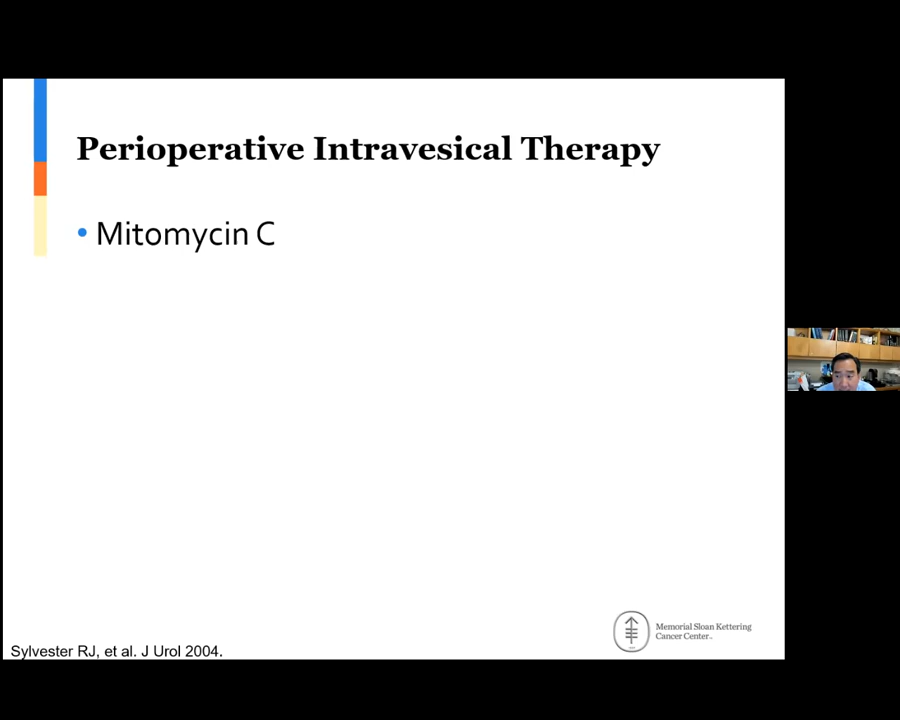 Perioperative Intravesical Therapy
• Mitomycin C
Memorial Sloan Kettering
Cancer Center
Sylvester RJ, et al. J Urol 2004.